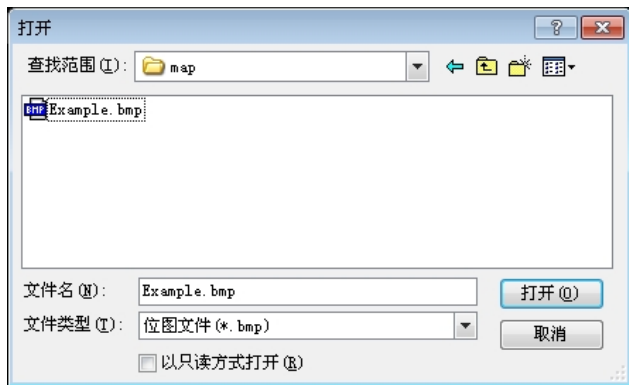 打开
查找范围(I): map
BMP Example.bmp
文件名(N): Example.bmp 打开(O)
文件类型(T): 位图文件(*.bmp) 取消
以只读方式打开(R)